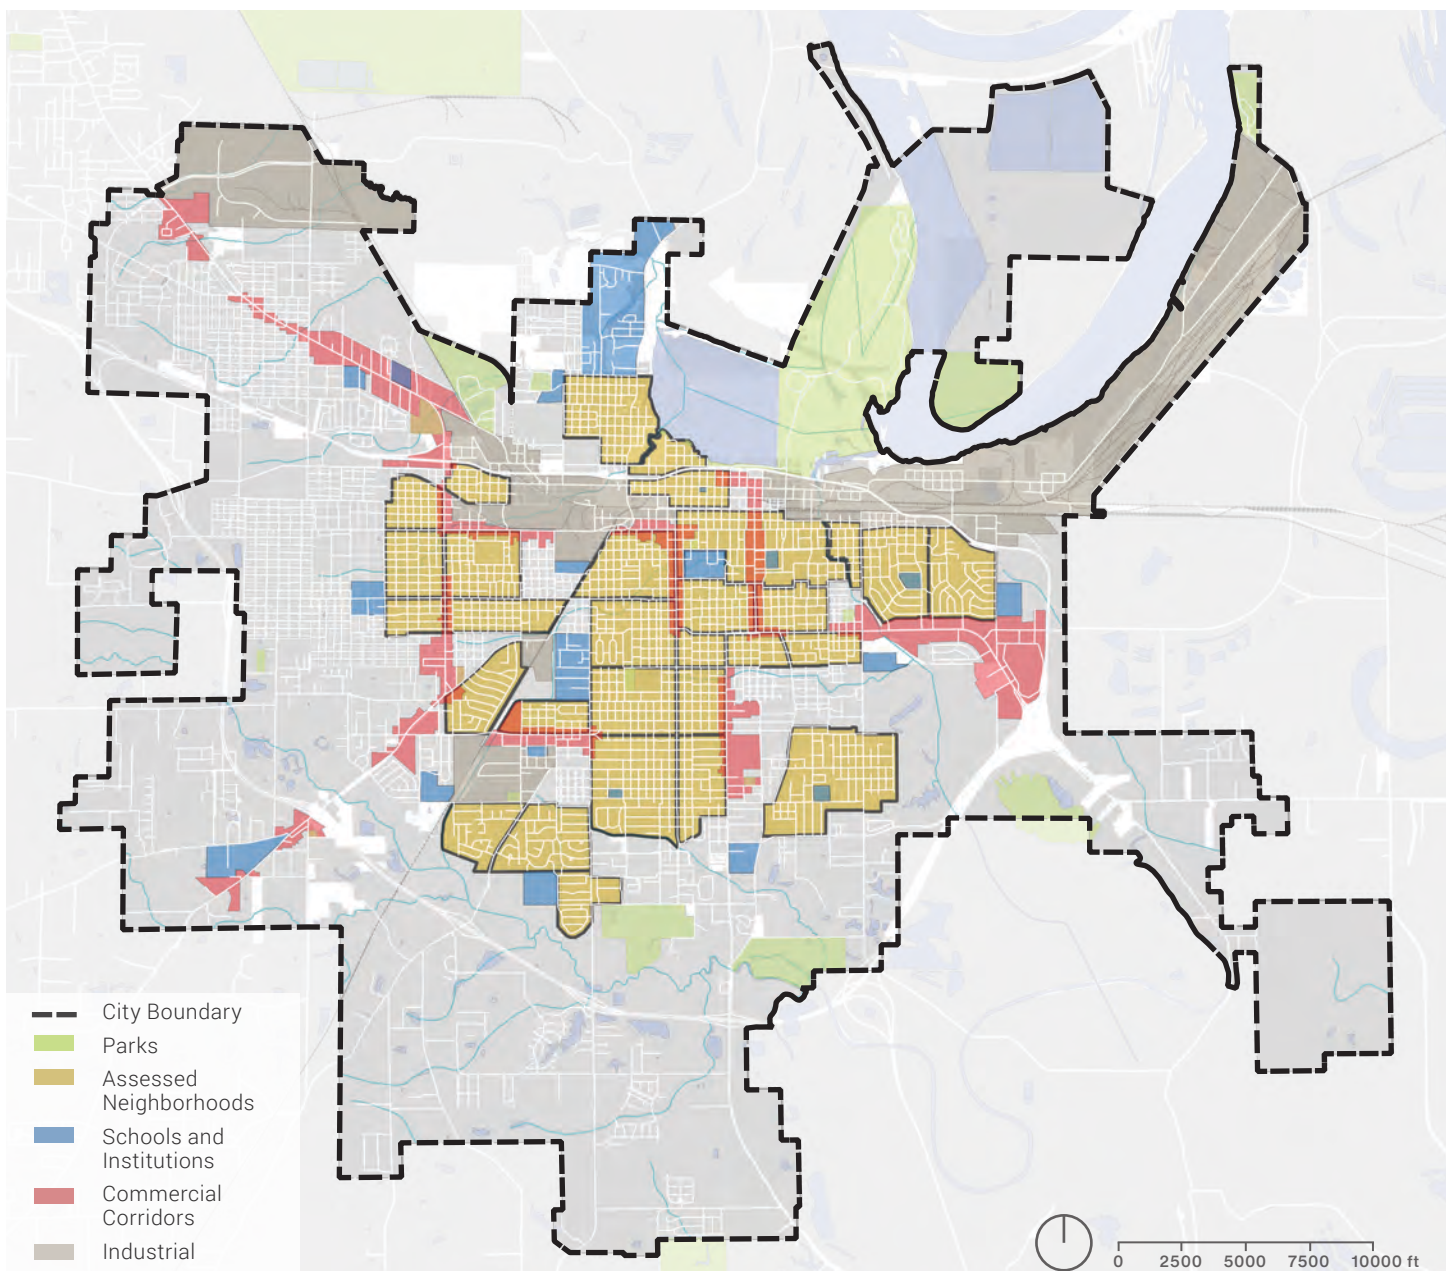 City Boundary
Parks
Assessed
Neighborhoods
Schools and
Institutions
Commercial
Corridors
Industrial
0 2500 5000 7500 10000 ft